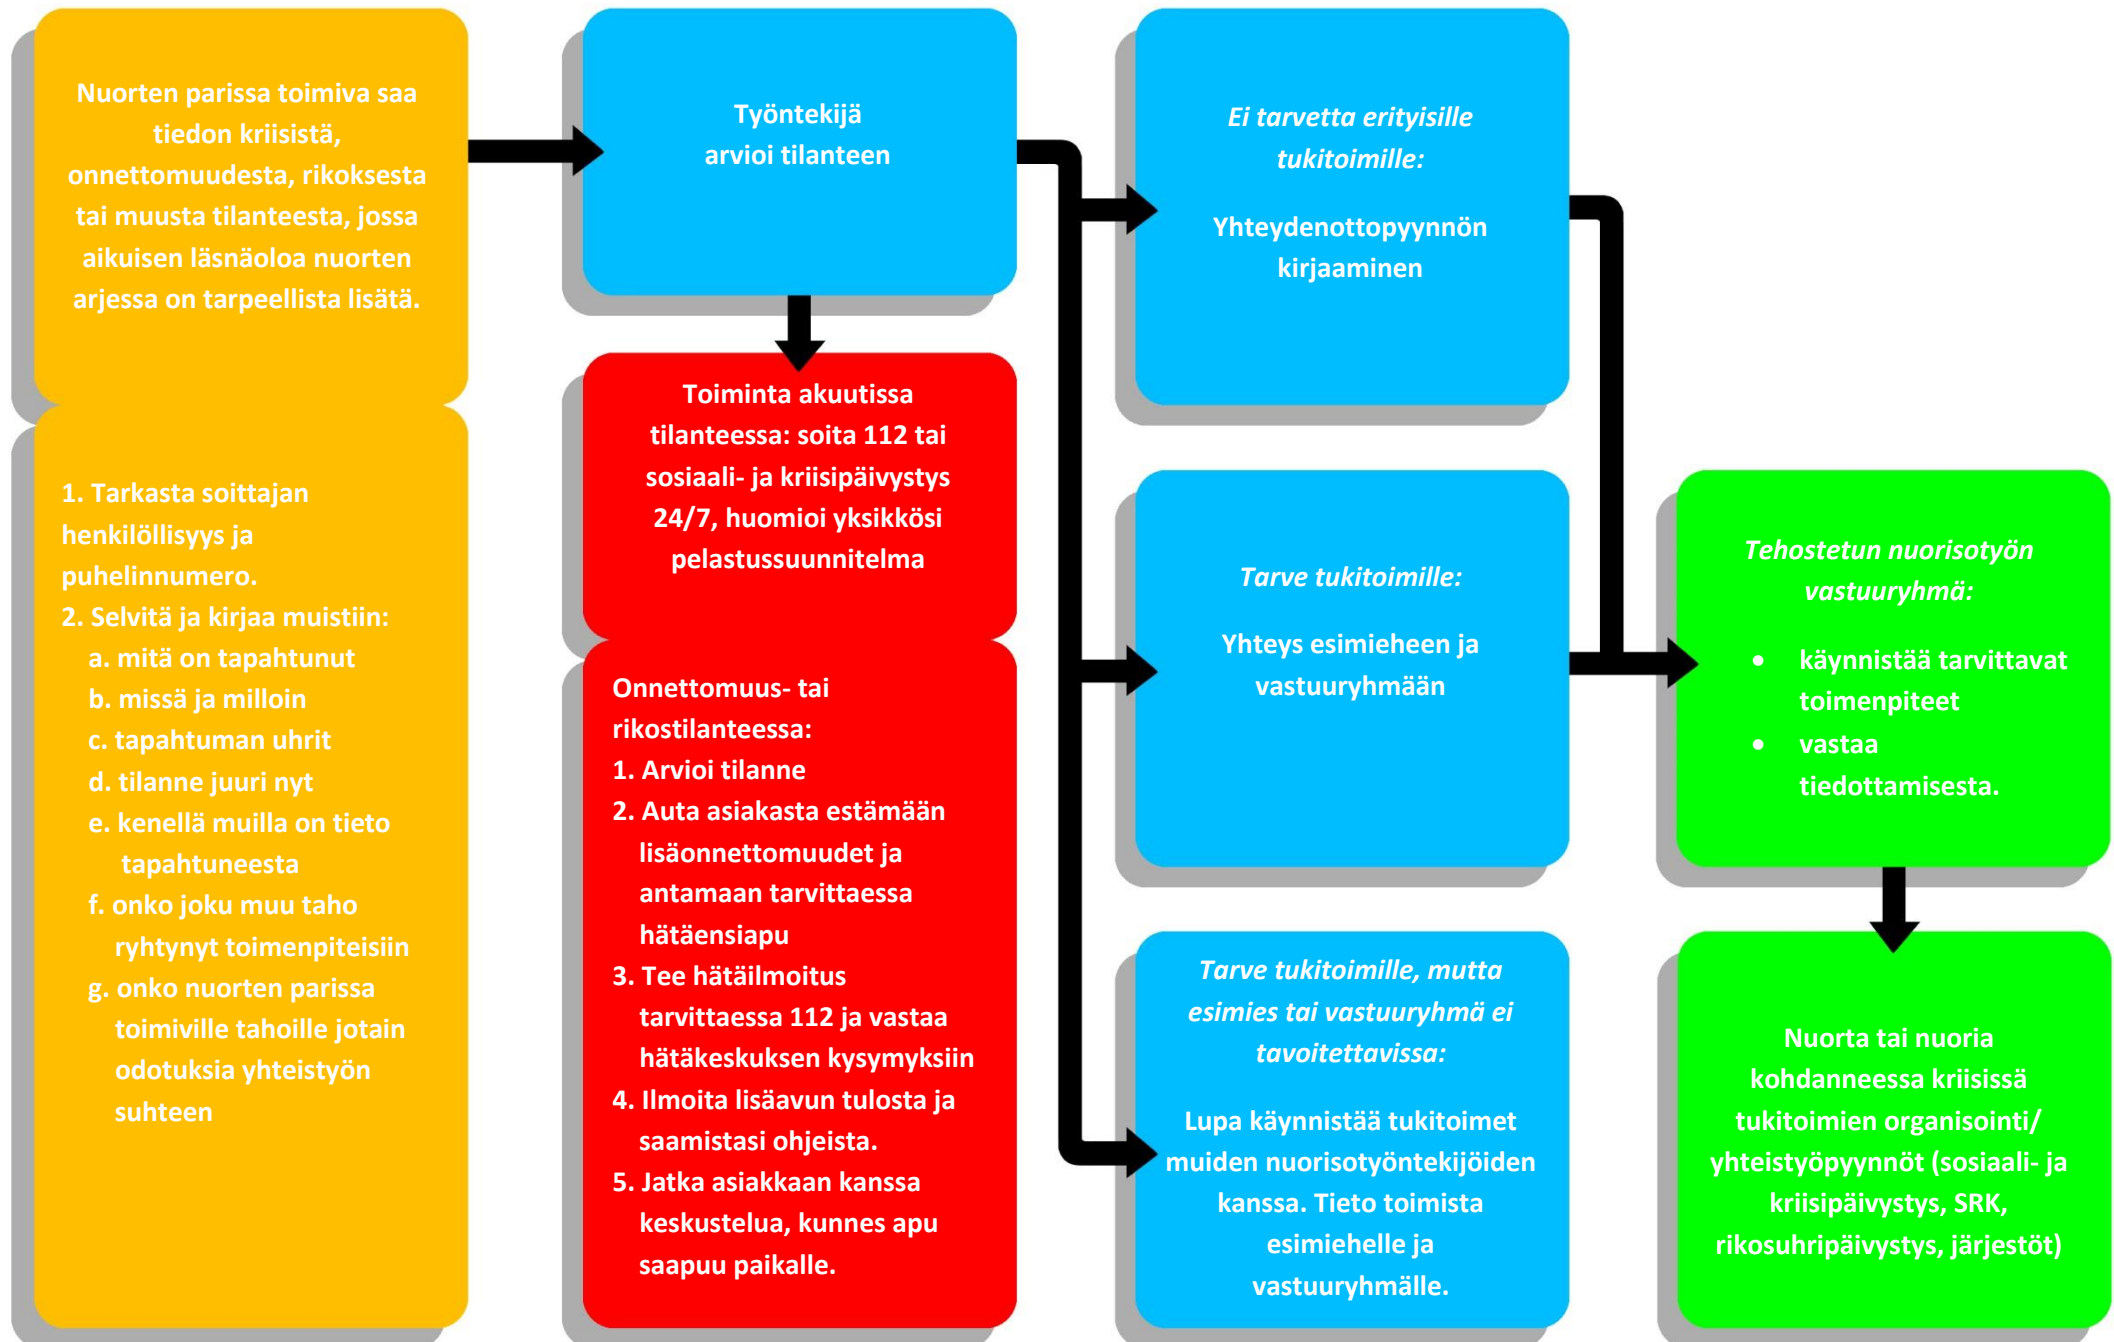 Nuorten parissa toimiva saa
tiedon kriisistä,
onnettomuudesta, rikoksesta
tai muusta tilanteesta, jossa
aikuisen läsnäoloa nuorten
arjessa on tarpeellista lisätä.
1. Tarkasta soittajan
henkilöllisyys ja
puhelinnumero.
2. Selvitä ja kirjaa muistiin:
a. mitä on tapahtunut
b. missä ja milloin
c. tapahtuman uhrit
d. tilanne juuri nyt
e. kenellä muilla on tieto
tapahtuneesta
f. onko joku muu taho
ryhtynyt toimenpiteisiin
g. onko nuorten parissa
toimiville tahoille jotain
odotuksia yhteistyön
suhteen
Työntekijä
arvioi tilanteen
Toiminta akuutissa
tilanteessa: soita 112 tai
sosiaali- ja kriisipäivystys
24/7, huomioi yksikkösi
pelastussuunnitelma
Onnettomuus- tai
rikostilanteessa:
1. Arvioi tilanne
2. Auta asiakasta estämään
lisäonnettomuudet ja
antamaan tarvittaessa
hätäensiapu
3. Tee hätäilmoitus
tarvittaessa 112 ja vastaa
hätäkeskuksen kysymyksiin
4. Ilmoita lisäavun tulosta ja
saamistasi ohjeista.
5. Jatka asiakkaan kanssa
keskustelua, kunnes apu
saapuu paikalle.
Ei tarvetta erityisille
tukitoimille:
Yhteydenottopyynnön
kirjaaminen
Tarve tukitoimille:
Yhteys esimieheen ja
vastuuryhmään
Tarve tukitoimille, mutta
esimies tai vastuuryhmä ei
tavoitettavissa:
Lupa käynnistää tukitoimet
muiden nuorisotyöntekijöiden
kanssa. Tieto toimista
esimiehelle ja
vastuuryhmälle.
Tehostetun nuorisotyön
vastuuryhmä:
• käynnistää tarvittavat
toimenpiteet
• vastaa
tiedottamisesta.
Nuorta tai nuoria
kohdanneessa kriisissä
tukitoimien organisointi/
yhteistyöpyynnöt (sosiaali- ja
kriisipäivystys, SRK,
rikosuhripäivystys, järjestöt)